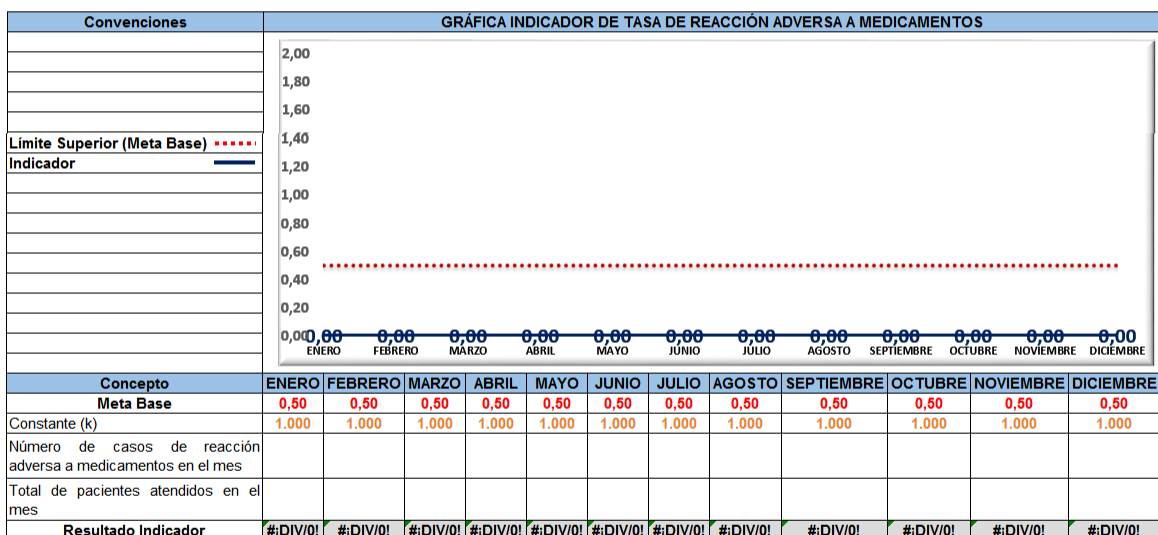 Convenciones GRÁFICA INDICADOR DE TASA DE REACCIÓN ADVERSA A MEDICAMENTOS
Límite Superior (Meta Base)
Indicador
2,00
1,80
1,60
1,40
1,20
1,00
0,80
0,60
0,40
0,20
0,00
0,00 0,00 0,00 0,00 0,00 0,00 0,00 0,00 0,00 0,00 0,00 0,00
ENERO FEBRERO MARZO ABRIL MAYO JUNIO JULIO AGOSTO SEPTIEMBRE OCTUBRE NOVIEMBRE DICIEMBRE
Concepto ENERO FEBRERO MARZO ABRIL MAYO JUNIO JULIO AGOSTO SEPTIEMBRE OCTUBRE NOVIEMBRE DICIEMBRE
Meta Base 0,50 0,50 0,50 0,50 0,50 0,50 0,50 0,50 0,50 0,50 0,50 0,50
Constante (k) 1.000 1.000 1.000 1.000 1.000 1.000 1.000 1.000 1.000 1.000 1.000 1.000
Número de casos de reacción
adversa a medicamentos en el mes
Total de pacientes atendidos en el
mes
Resultado Indicador #¡DIV/0! #¡DIV/0! #¡DIV/0! #¡DIV/0! #¡DIV/0! #¡DIV/0! #¡DIV/0! #¡DIV/0! #¡DIV/0! #¡DIV/0! #¡DIV/0! #¡DIV/0!